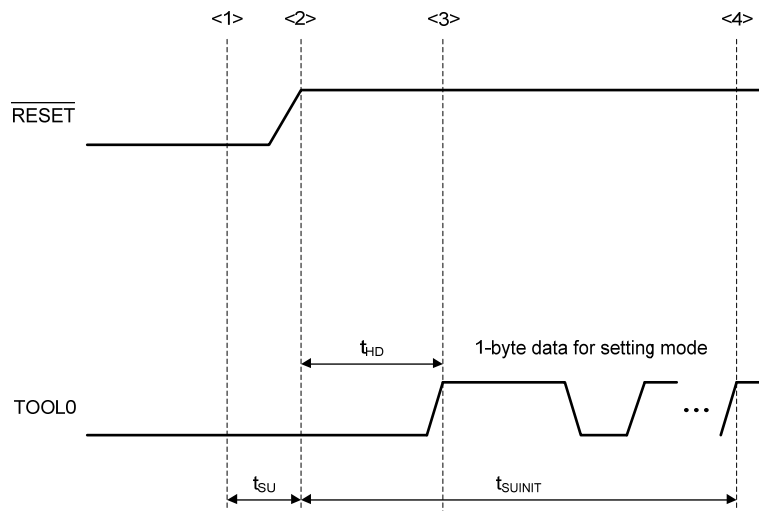 <1> <2> <3> <4>
RESET
tHD
1-byte data for setting mode
TOOL0
...
tSU
tSUINIT